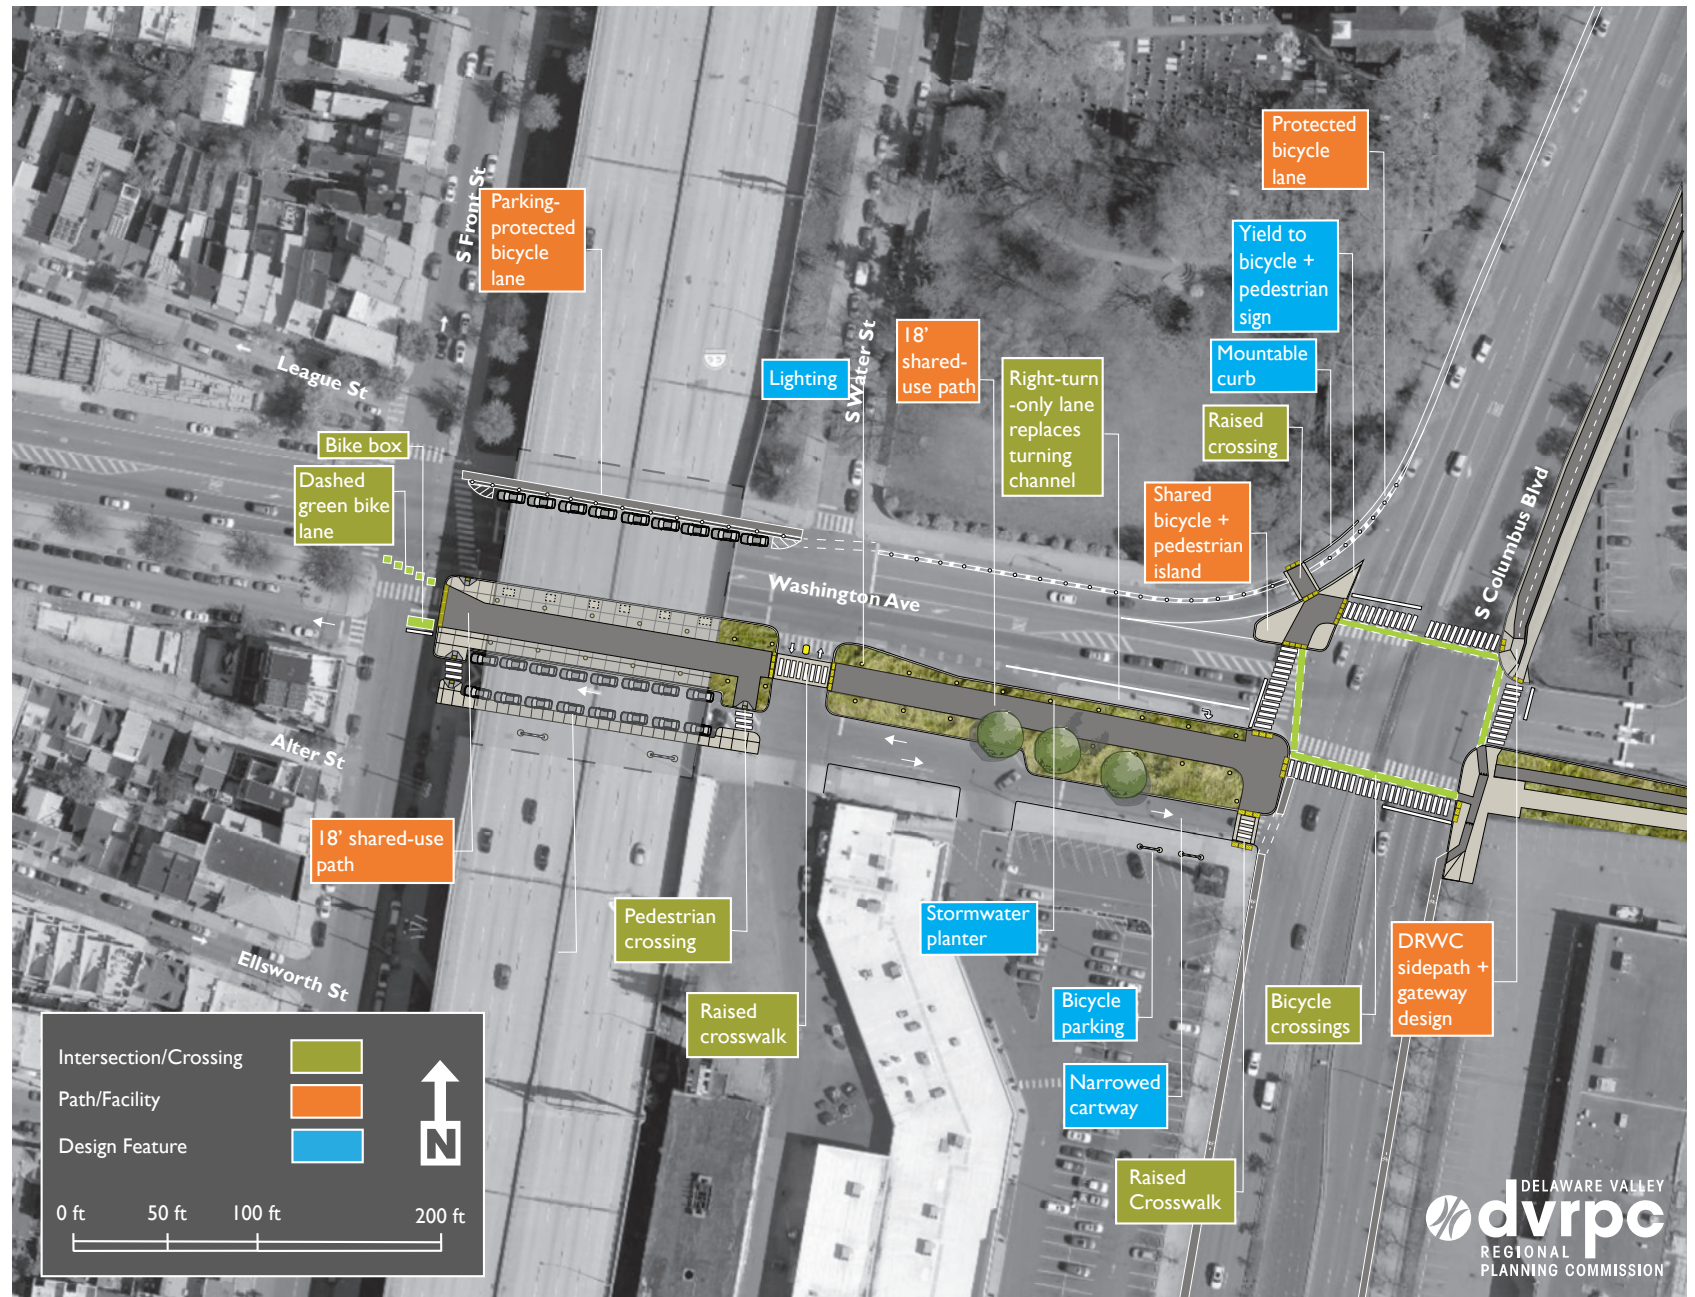 Protected
bicycle
lane
S Front St
Parking-
protected
bicycle
lane
Yield to
bicycle +
pedestrian
sign
Mountable
curb
18'
shared-
use path
S Water St
Lighting
Right-turn
-only lane
replaces
turning
channel
League St
Raised
crossing
Bike box
Dashed
green bike
lane
Shared
bicycle +
pedestrian
island
S Columbus Blvd
Washington Ave
Alter St
18' shared-use
path
Pedestrian
crossing
Stormwater
planter
Ellsworth St
Raised
crosswalk
Bicycle
parking
Bicycle
crossings
DRWC
sidepath +
gateway
design
Narrowed
cartway
Raised
Crosswalk
Intersection/Crossing
Path/Facility
Design Feature
N
0 ft 50 ft 100 ft 200 ft
DELAWARE VALLEY
dvrpc
REGIONAL
PLANNING COMMISSION